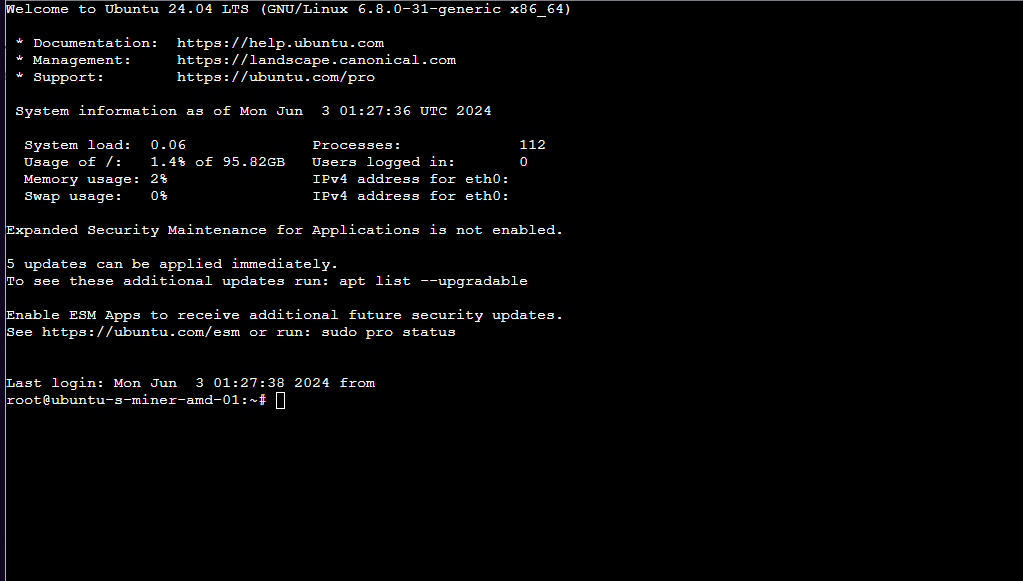 Welcome to Ubuntu 24.04 LTS (GNU/Linux 6.8.0-31-generic x86_64)
* Documentation: https://help.ubuntu.com
* Management: https://landscape.canonical.com
* Support: https://ubuntu.com/pro
System information as of Mon Jun 3 01:27:36 UTC 2024
System load: 0.06 Processes: 112
Usage of /: 1.4% of 95.82GB Users logged in: 0
Memory usage: 2% IPv4 address for eth0:
Swap usage: 0% IPv4 address for eth0:
Expanded Security Maintenance for Applications is not enabled.
5 updates can be applied immediately.
To see these additional updates run: apt list --upgradable
Enable ESM Apps to receive additional future security updates.
See https://ubuntu.com/esm or run: sudo pro status
Last login: Mon Jun 3 01:27:38 2024 from
root@ubuntu-s-miner-amd-01:~#